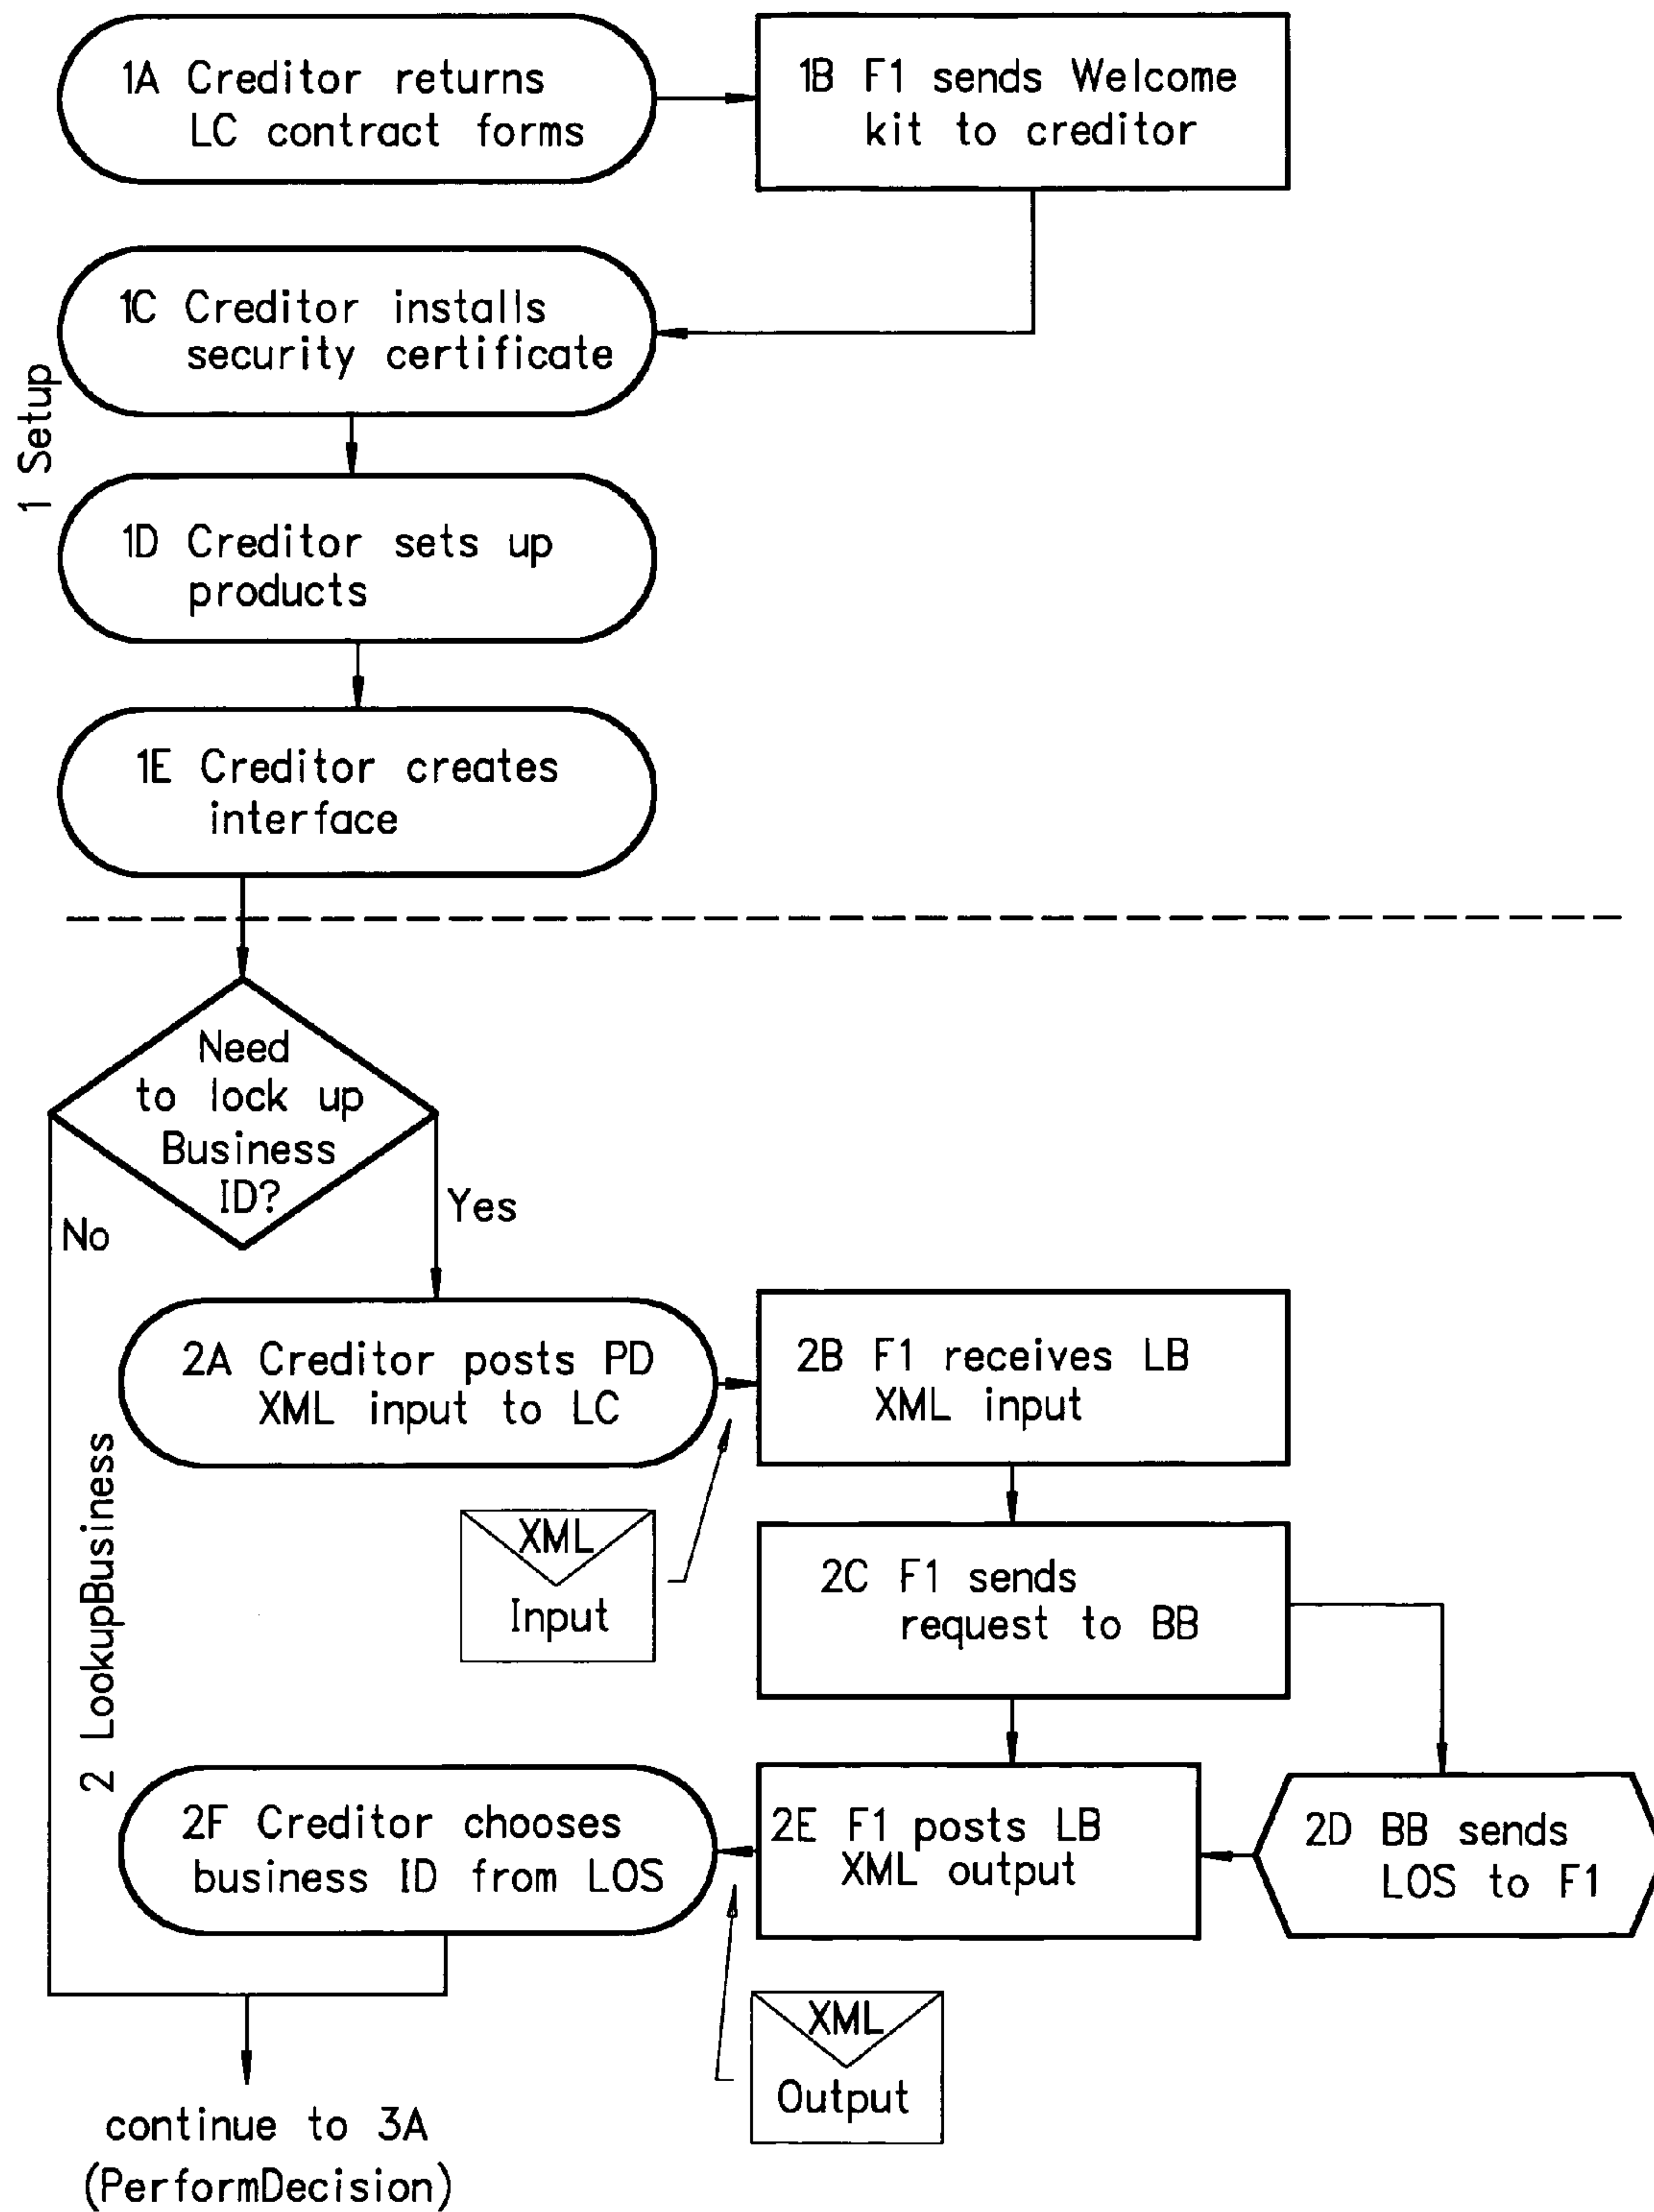 1A Creditor returns
LC contract forms
1B F1 sends Welcome
kit to creditor
1C Creditor installs
security certificate
1 Setup
1D Creditor sets up
products
1E Creditor creates
interface
Need
to lock up
Business
ID?
No
Yes
2A Creditor posts PD
XML input to LC
2B F1 receives LB
XML input
XML
Input
2C F1 sends
request to BB
2 LookupBusiness
2F Creditor chooses
business ID from LOS
2E F1 posts LB
XML output
2D BB sends
LOS to F1
XML
Output
continue to 3A
(PerformDecision)